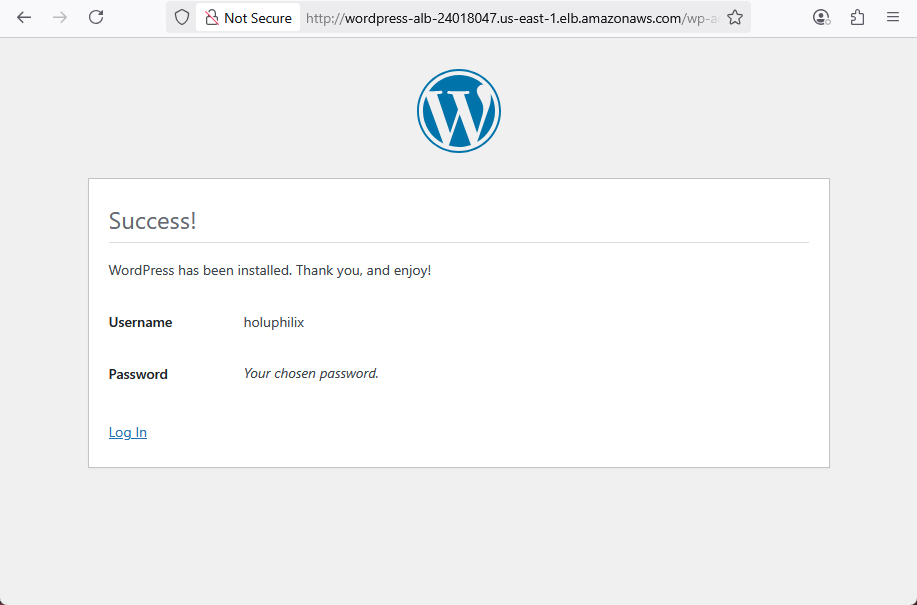 Not Secure http://wordpress-alb-24018047.us-east-1.elb.amazonaws.com/wp-a
W
Success!
WordPress has been installed. Thank you, and enjoy!
Username holuphilix
Password Your chosen password.
Log In